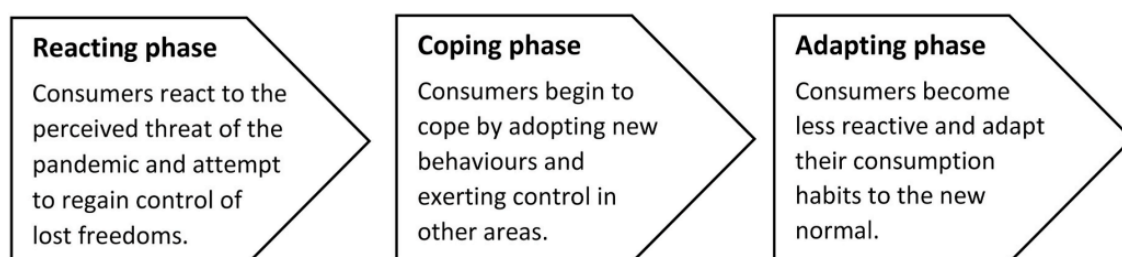 Reacting phase
Consumers react to the
perceived threat of the
pandemic and attempt
to regain control of
lost freedoms.
Coping phase
Consumers begin to
cope by adopting new
behaviours and
exerting control in
other areas.
Adapting phase
Consumers become
less reactive and adapt
their consumption
habits to the new
normal.